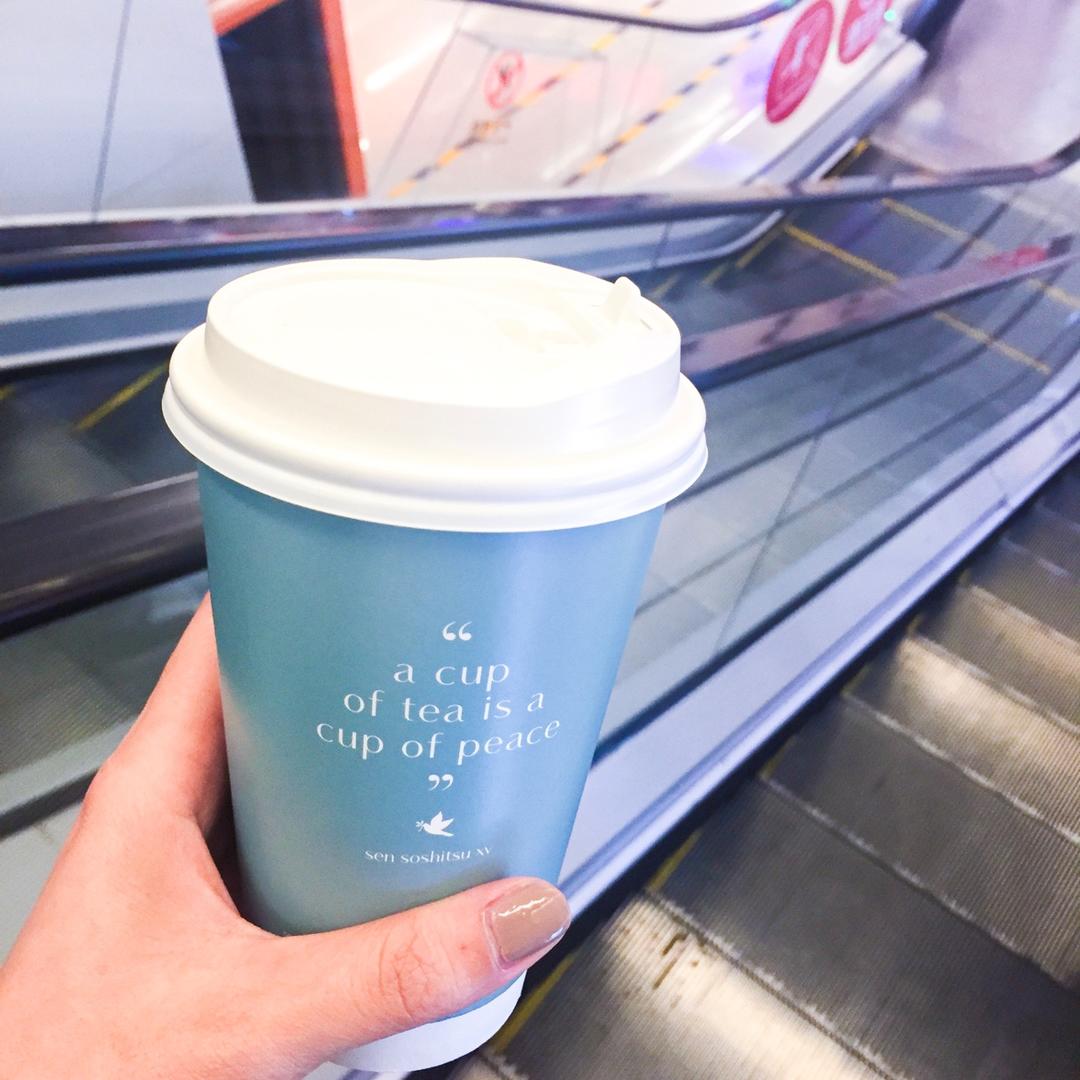 “
a cup
of tea is a
cup of peace
”
sen soshitsu xv